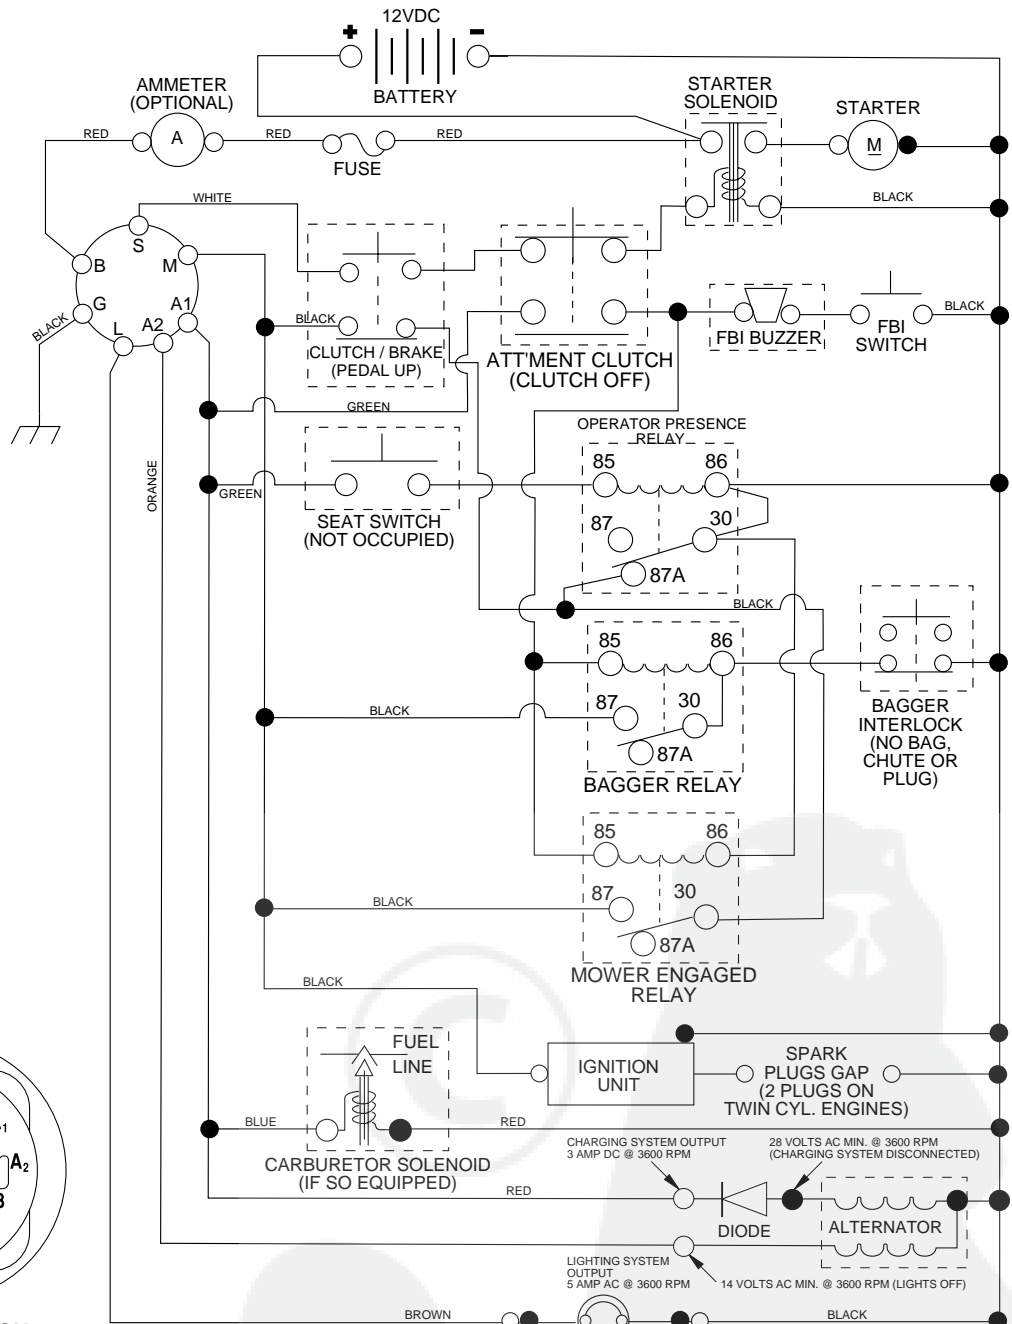 12VDC
+
-
BATTERY
AMMETER
(OPTIONAL)
STARTER
SOLENOID
STARTER
RED
A
RED
RED
FUSE
M
WHITE
BLACK
S
M
B
G
A1
A2
L
BLACK
BLACK
CLUTCH / BRAKE
(PEDAL UP)
ATT'MENT CLUTCH
(CLUTCH OFF)
FBI BUZZER
FBI
SWITCH
BLACK
GREEN
OPERATOR PRESENCE
RELAY
ORANGE
GREEN
SEAT SWITCH
(NOT OCCUPIED)
85
86
87
30
87A
BLACK
85
86
87
30
87A
BLACK
BAGGER RELAY
BAGGER
INTERLOCK
(NO BAG,
CHUTE OR
PLUG)
85
86
87
30
87A
BLACK
MOWER ENGAGED
RELAY
BLACK
C
FUEL
LINE
IGNITION
UNIT
SPARK
PLUGS GAP
(2 PLUGS ON
TWIN CYL. ENGINES)
BLUE
RED
CARBURETOR SOLENOID
(IF SO EQUIPPED)
CHARGING SYSTEM OUTPUT
3 AMP DC @ 3600 RPM
28 VOLTS AC MIN. @ 3600 RPM
(CHARGING SYSTEM DISCONNECTED)
RED
DIODE
ALTERNATOR
LIGHTING SYSTEM
OUTPUT
5 AMP AC @ 3600 RPM
14 VOLTS AC MIN. @ 3600 RPM (LIGHTS OFF)
BROWN
BLACK
1
A2